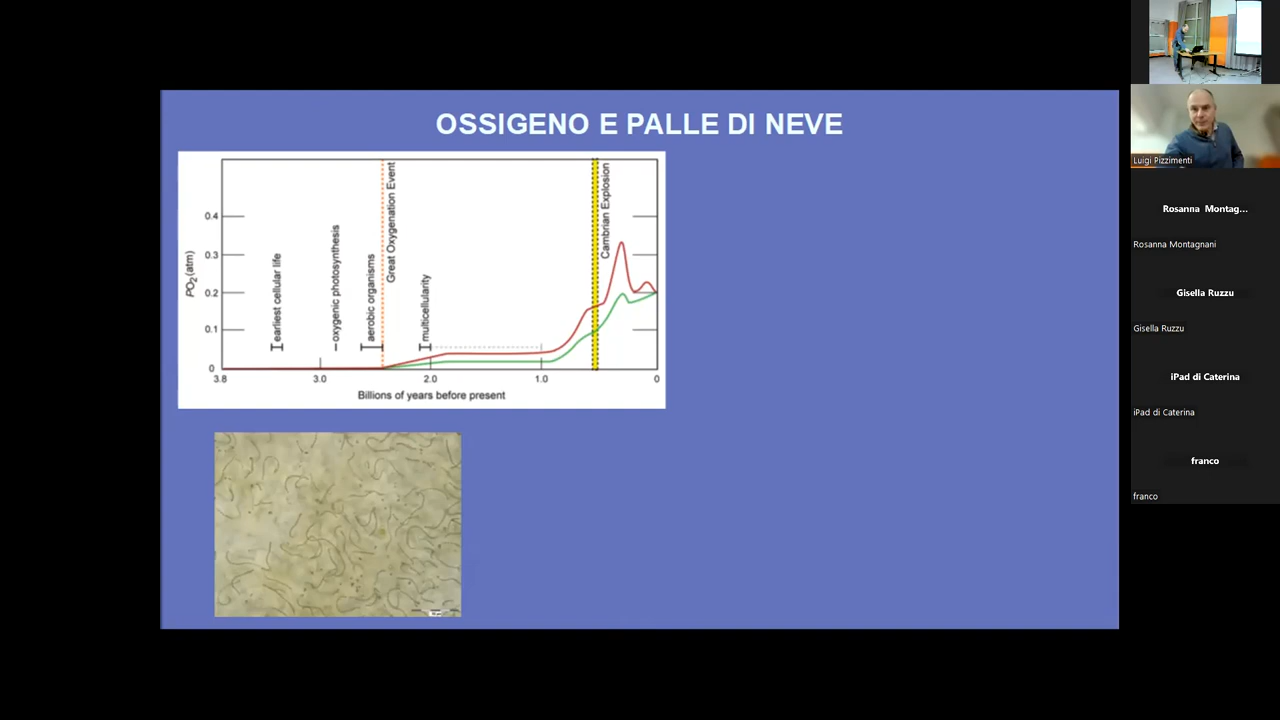 OSSIGENO E PALLE DI NEVE
PO2 (atm)
0.4
0.3
0.2
0.1
0
earliest cellular life
oxygenic photosynthesis
aerobic organisms
Great Oxygenation Event
multicellularity
Cambrian Explosion
3.8
3.0
2.0
1.0
0
Billions of years before present
Luigi Pizzimenti
Rosanna Montag...
Rosanna Montagnani
Gisella Ruzzu
Gisella Ruzzu
iPad di Caterina
iPad di Caterina
franco
franco